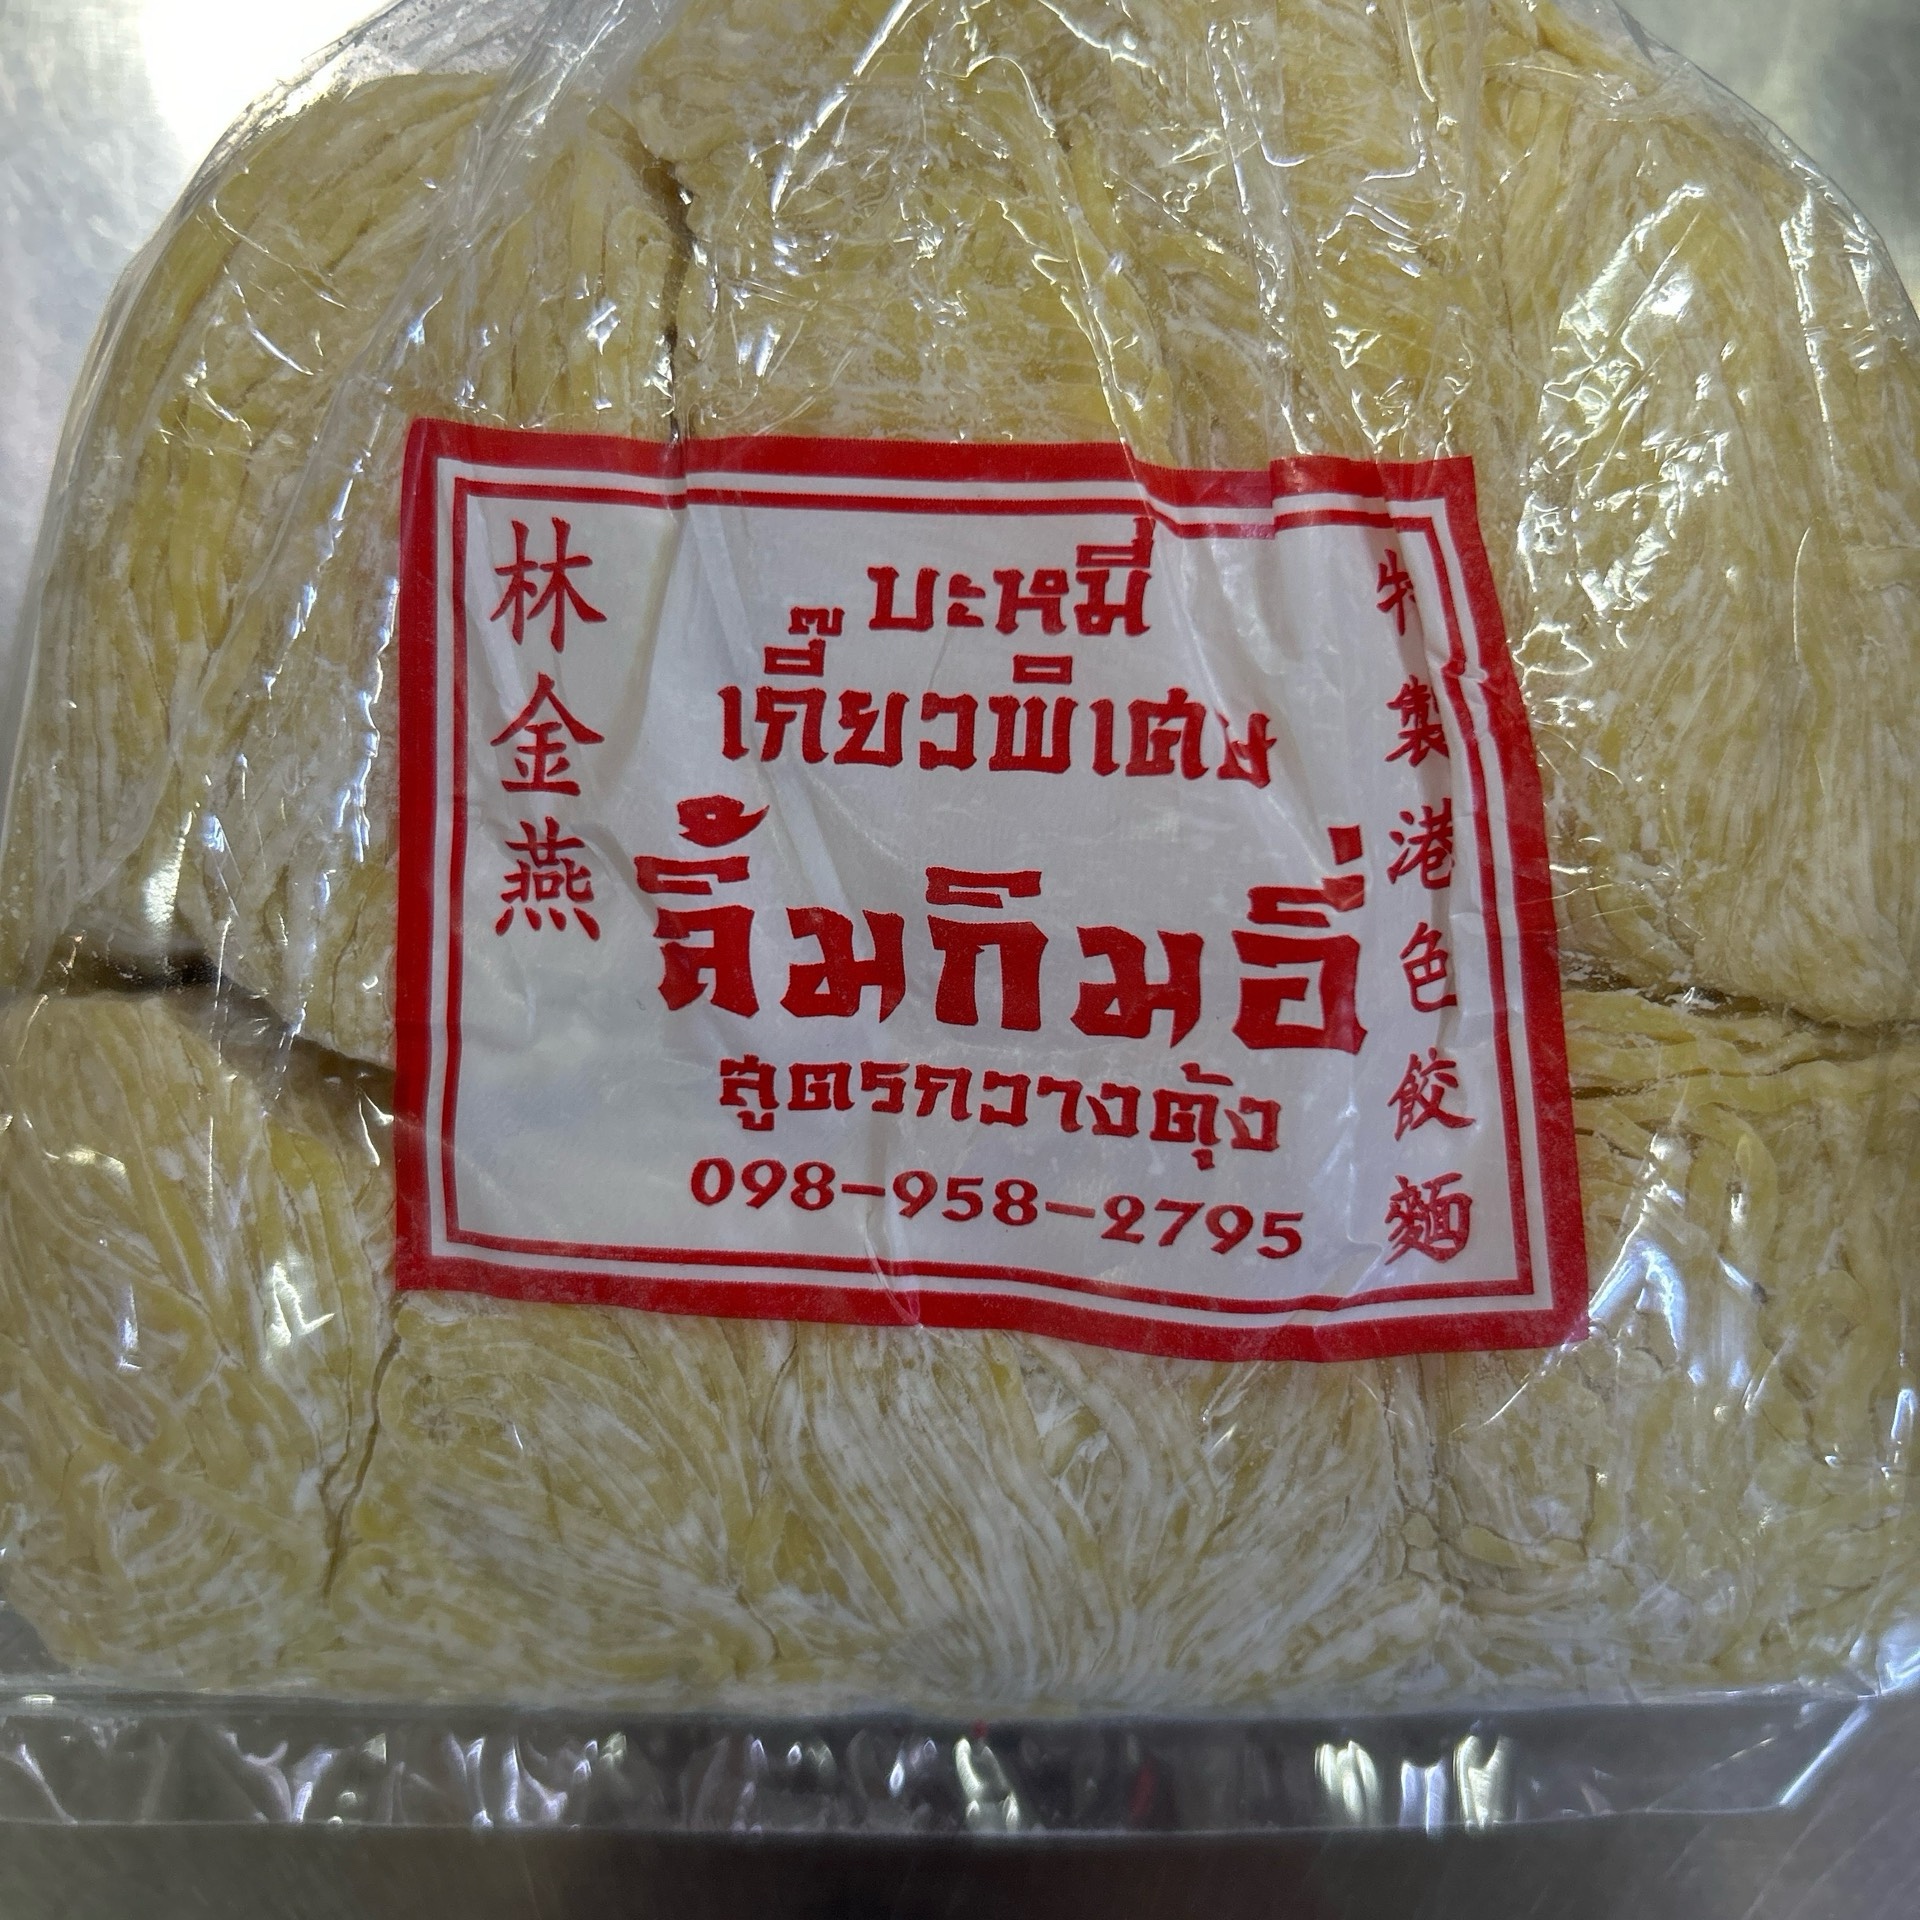 บะหมี่
เกี๊ยวพิเศษ
ลิ้มกิมอี่
สูตรกวางตุ้ง
098-958-2795
林金燕
特製港色餃麵